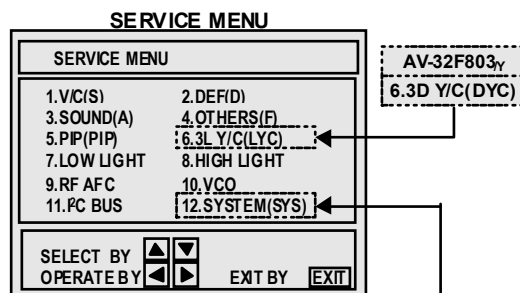 SERVICE MENU
SERVICE MENU
1.V/C(S) 2.DEF(D)
3.SOUND(A) 4.OTHERS(F)
5.PIP(PIP) 6.3L Y/C(LYC)
7.LOW LIGHT 8.HIGH LIGHT
9.RF AFC 10.VCO
11.I²C BUS 12.SYSTEM(SYS)
SELECT BY ▲ ▼
OPERATE BY ◀ ▶ EXIT BY EXIT
AV-32F803/Y
6.3D Y/C(DYC)